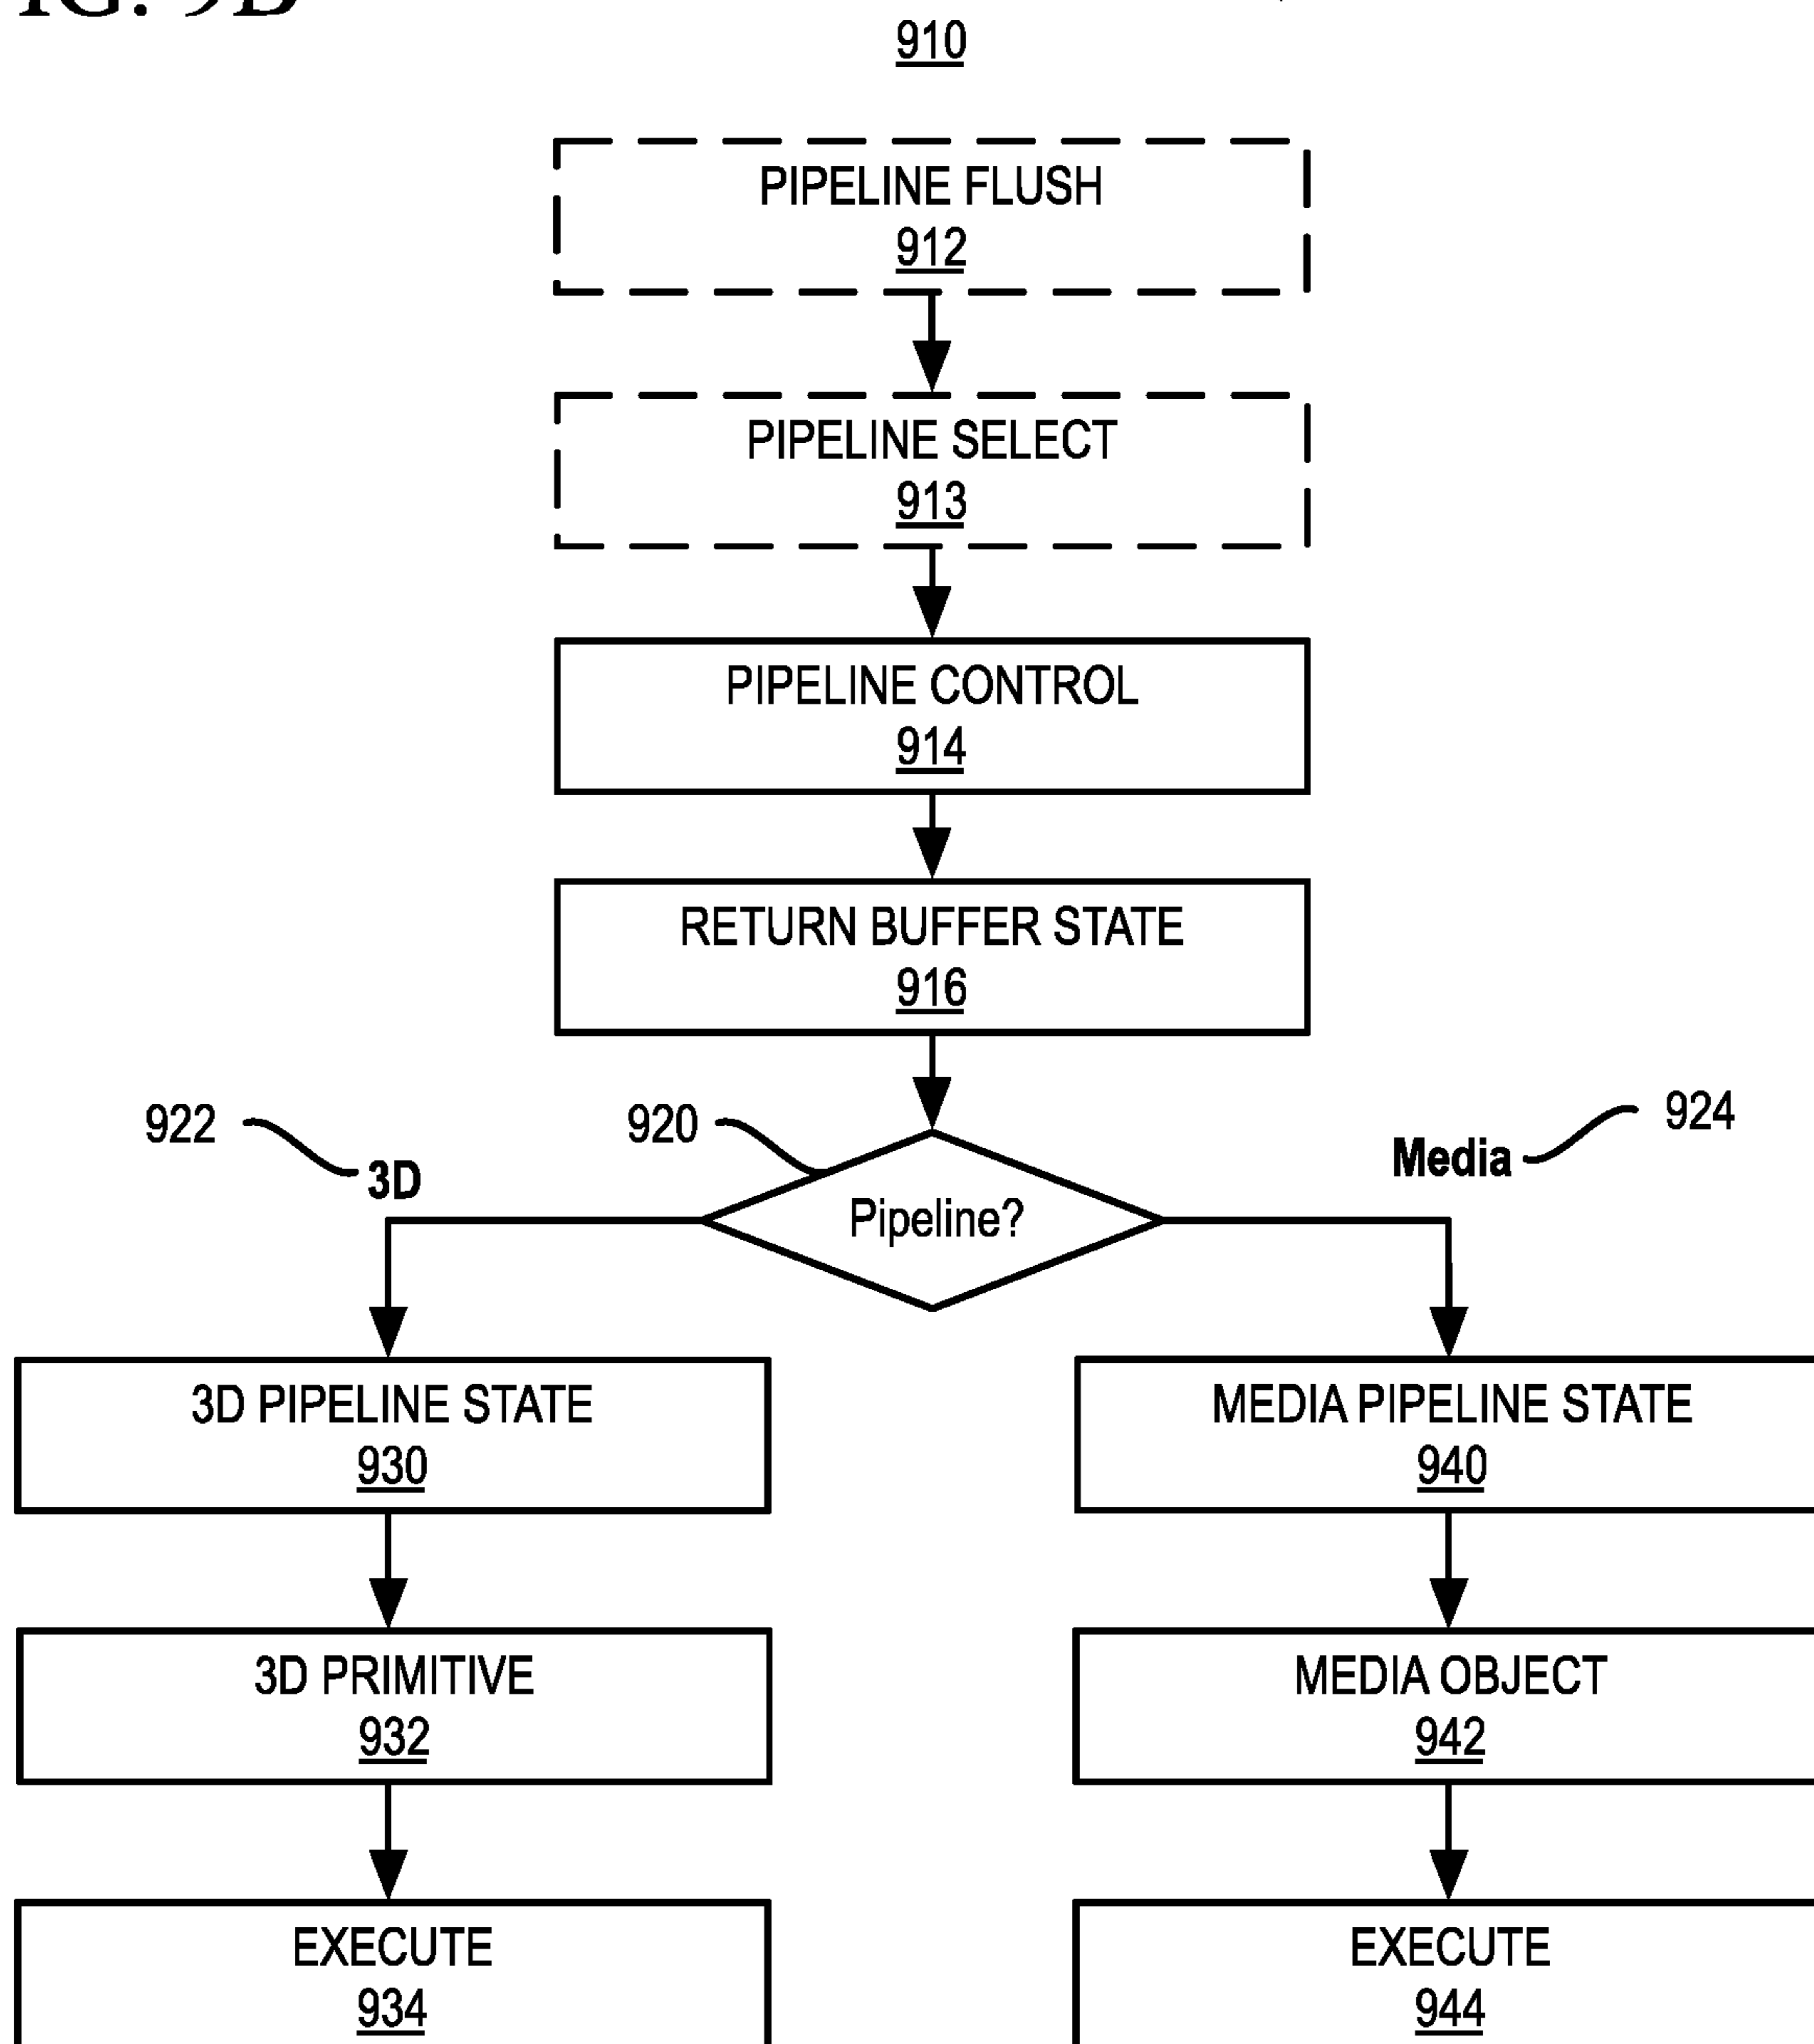 9B
910
PIPELINE FLUSH
912
PIPELINE SELECT
913
PIPELINE CONTROL
914
RETURN BUFFER STATE
916
922
920
924
3D
Media
Pipeline?
3D PIPELINE STATE
930
MEDIA PIPELINE STATE
940
3D PRIMITIVE
932
MEDIA OBJECT
942
EXECUTE
934
EXECUTE
944